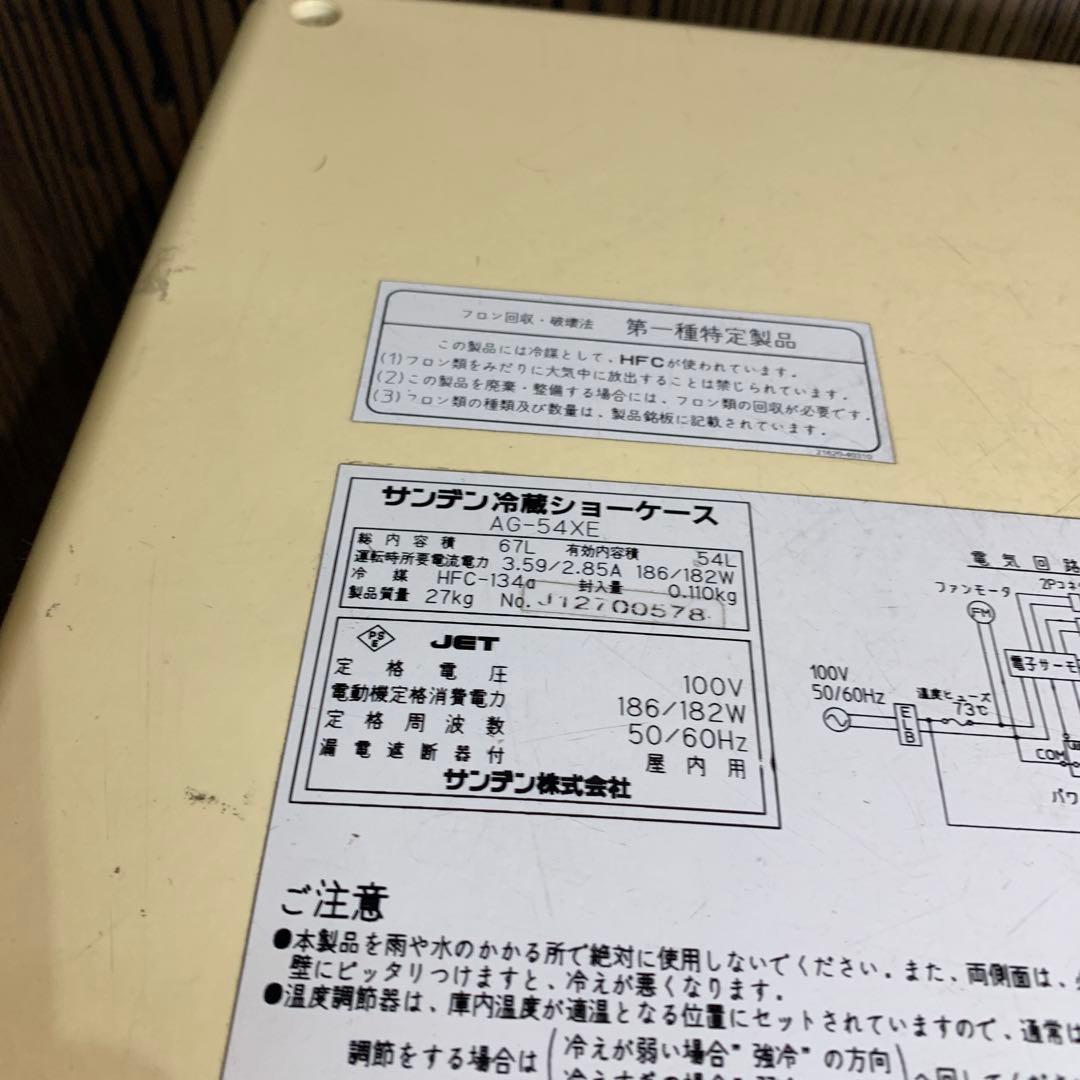 フロン回収・破壊法 第一種特定製品
この製品には冷媒として、HFCが使われています。
(1)フロン類をみだりに大気中に放出することは禁じられています。
(2)この製品を廃棄・整備する場合には、フロン類の回収が必要です。
(3)フロン類の種類及び数量は、製品銘板に記載されています。
21620-40310
サンデン冷蔵ショーケース
AG-54XE
総内容積 67L 有効内容積 54L
運転時所要電流電力 3.59/2.85A 186/182W
冷媒 HFC-134a 封入量 0.110kg
製品質量 27kg No. J12700578
PS
E
JET
定格電圧 100V
電動機定格消費電力 186/182W
定格周波数 50/60Hz
漏電遮断器付 屋内用
サンデン株式会社
電気回路
ファンモータ
2Pコネ
FM
電子サーモ
100V
50/60Hz
温度ヒューズ
73℃
ELB
COM
パワ
ご注意
●本製品を雨や水のかかる所で絶対に使用しないでください。また、両側面は、
壁にピッタリつけますと、冷えが悪くなります。
●温度調節器は、庫内温度が適温となる位置にセットされていますので、通常は
調節をする場合は(冷えが弱い場合"強冷"の方向